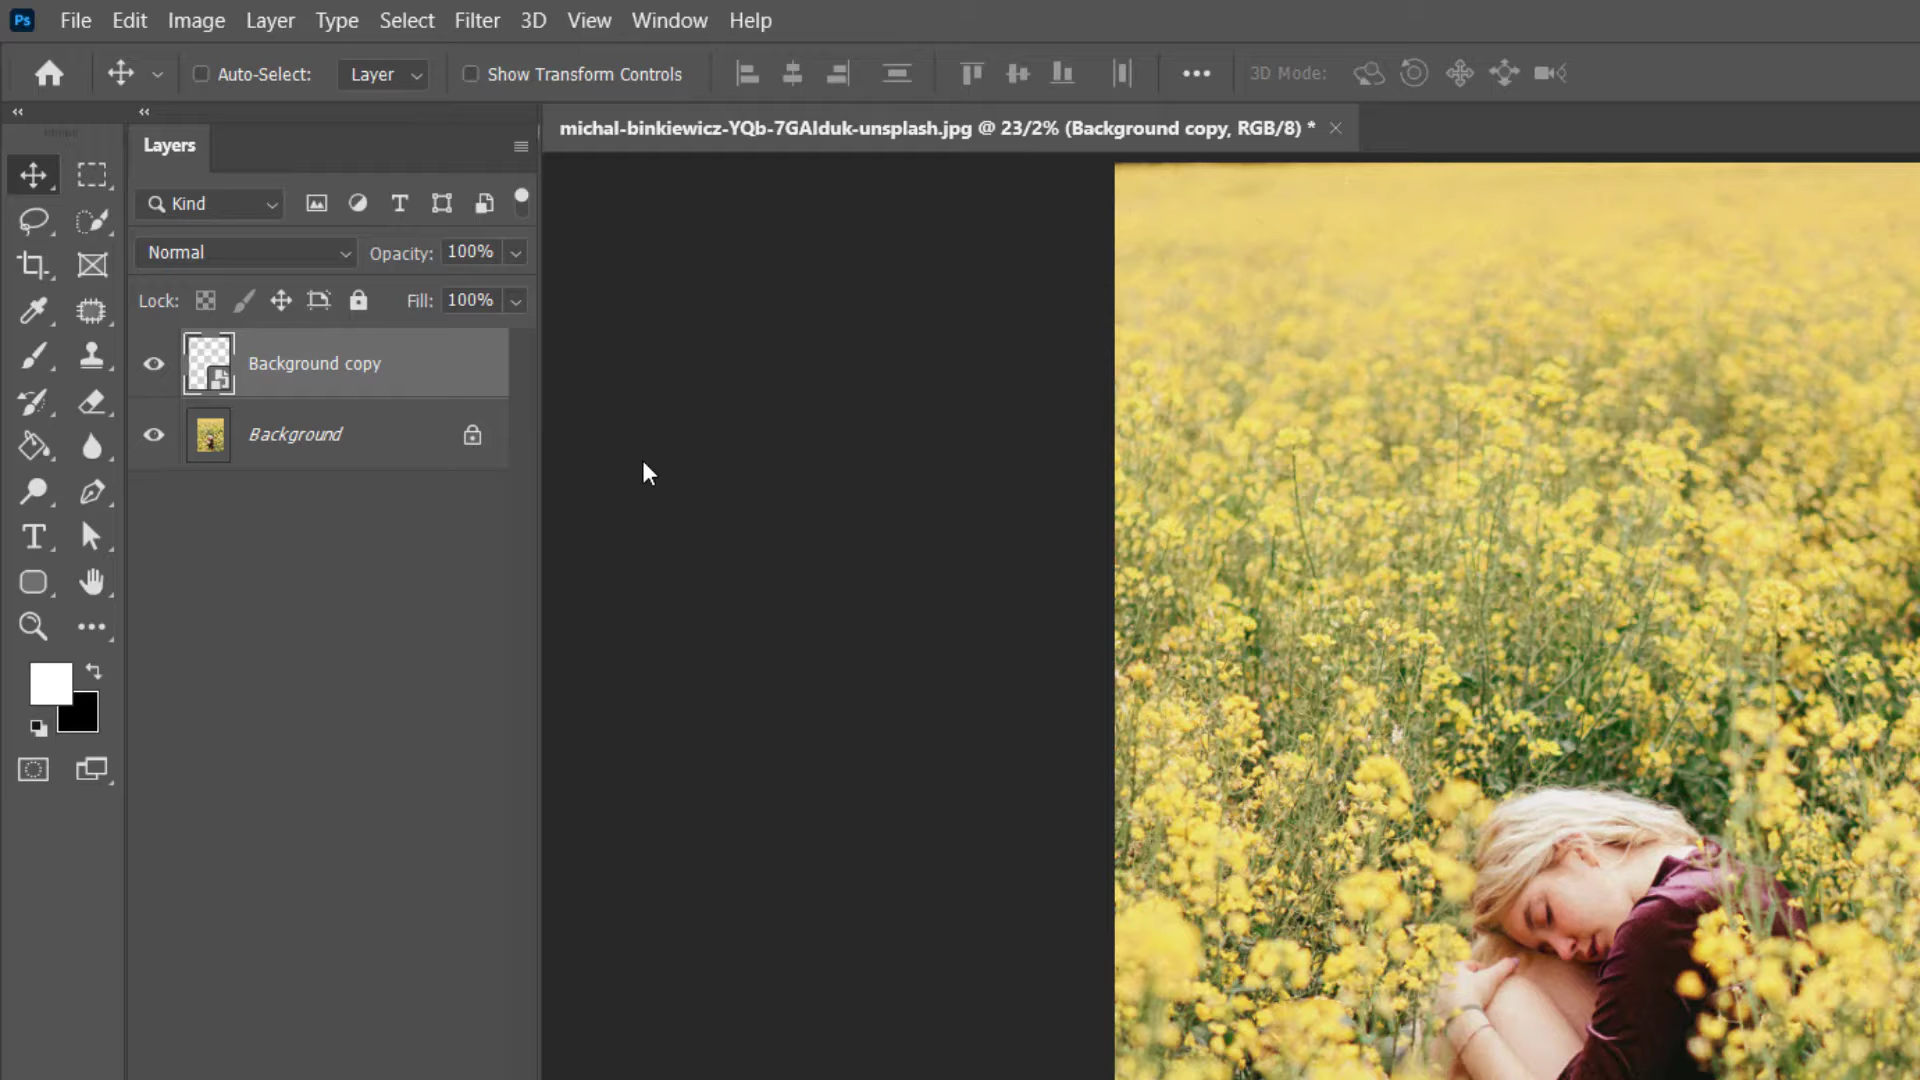 Ps File Edit Image Layer Type Select Filter 3D View Window Help
Auto-Select: Layer Show Transform Controls 3D Mode:
michal-binkiewicz-YQb-7GAIduk-unsplash.jpg @ 23/2% (Background copy, RGB/8) *
Layers
Kind
Normal Opacity: 100%
Lock: Fill: 100%
Background copy
Background